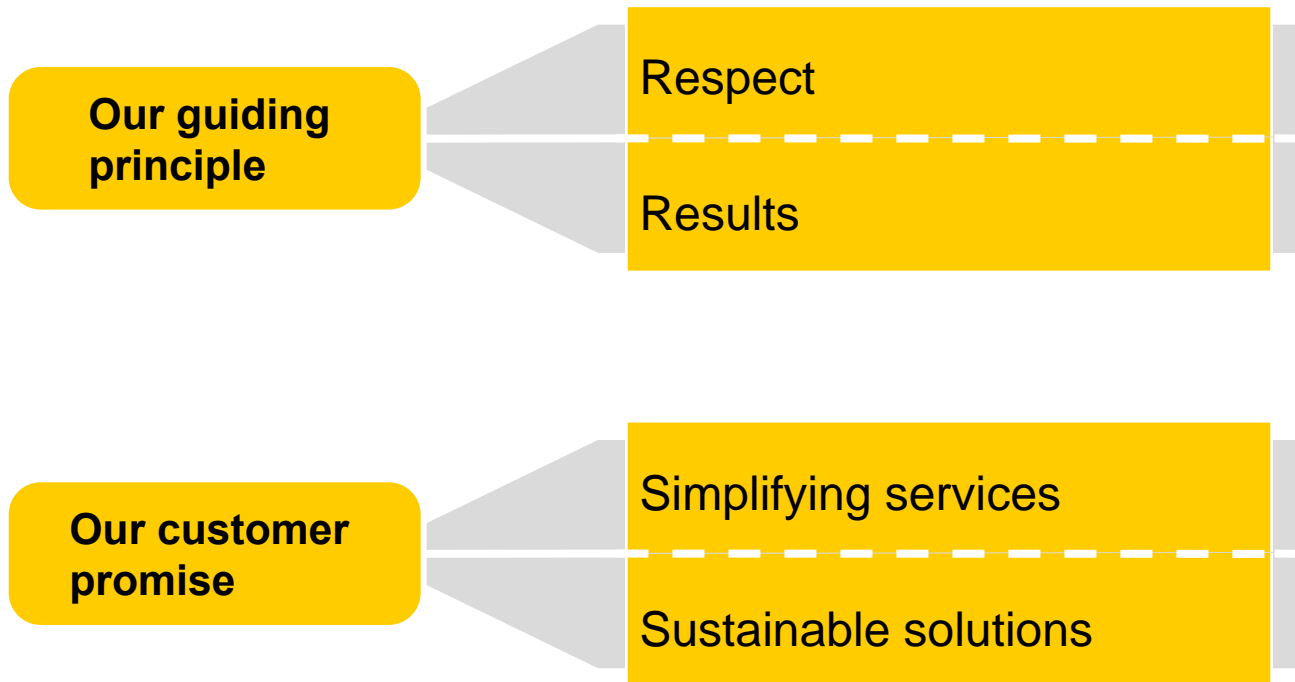 Our guiding
principle
Respect
Results
Our customer
promise
Simplifying services
Sustainable solutions